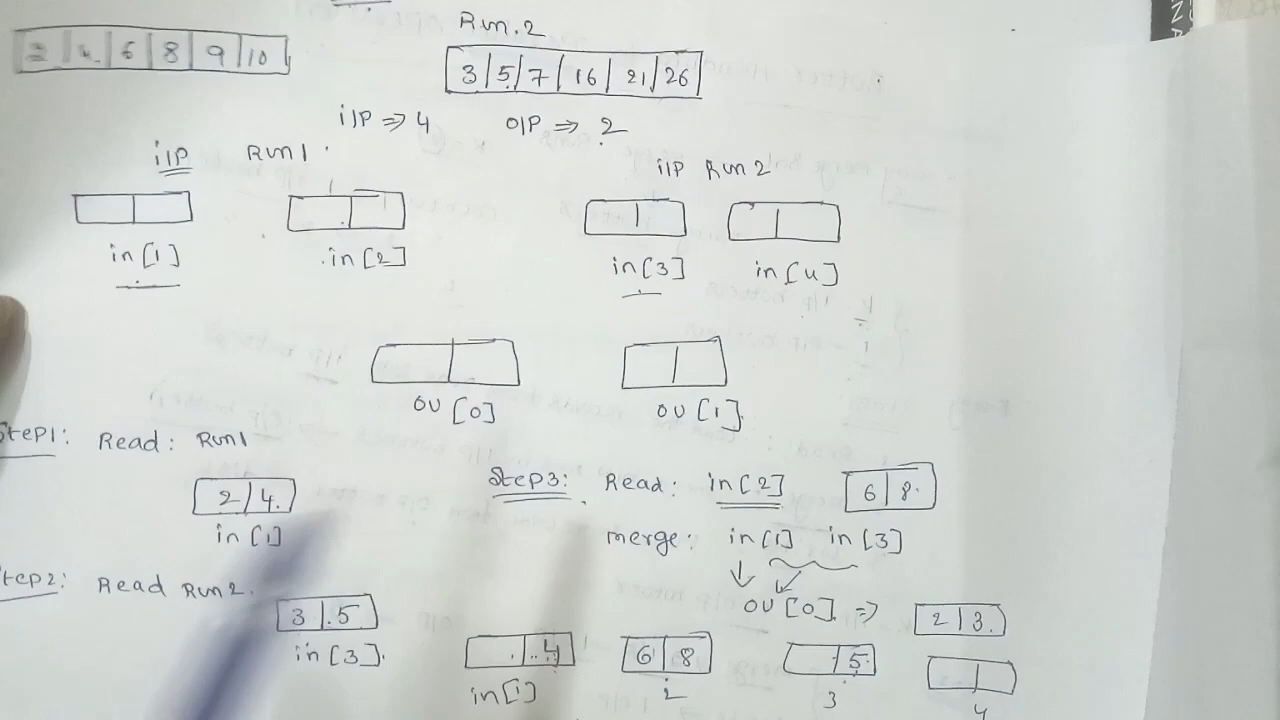 Run.2
2 4 6 8 9 10
3 5 7 16 21 26
i/P => 4 O/P => 2
i/P Run1
i/P Run 2
in[1] in[2] in[3] in[4]
ou[0] ou[1]
Step1: Read: Run1
2 4
in[1]
Step2: Read Run2.
3 5
in[3].
Step3: Read: in[2] 6 8
merge: in[1] in[3]
ou[0] => 2 3
4 6 8 5
in[1] 2 3 4